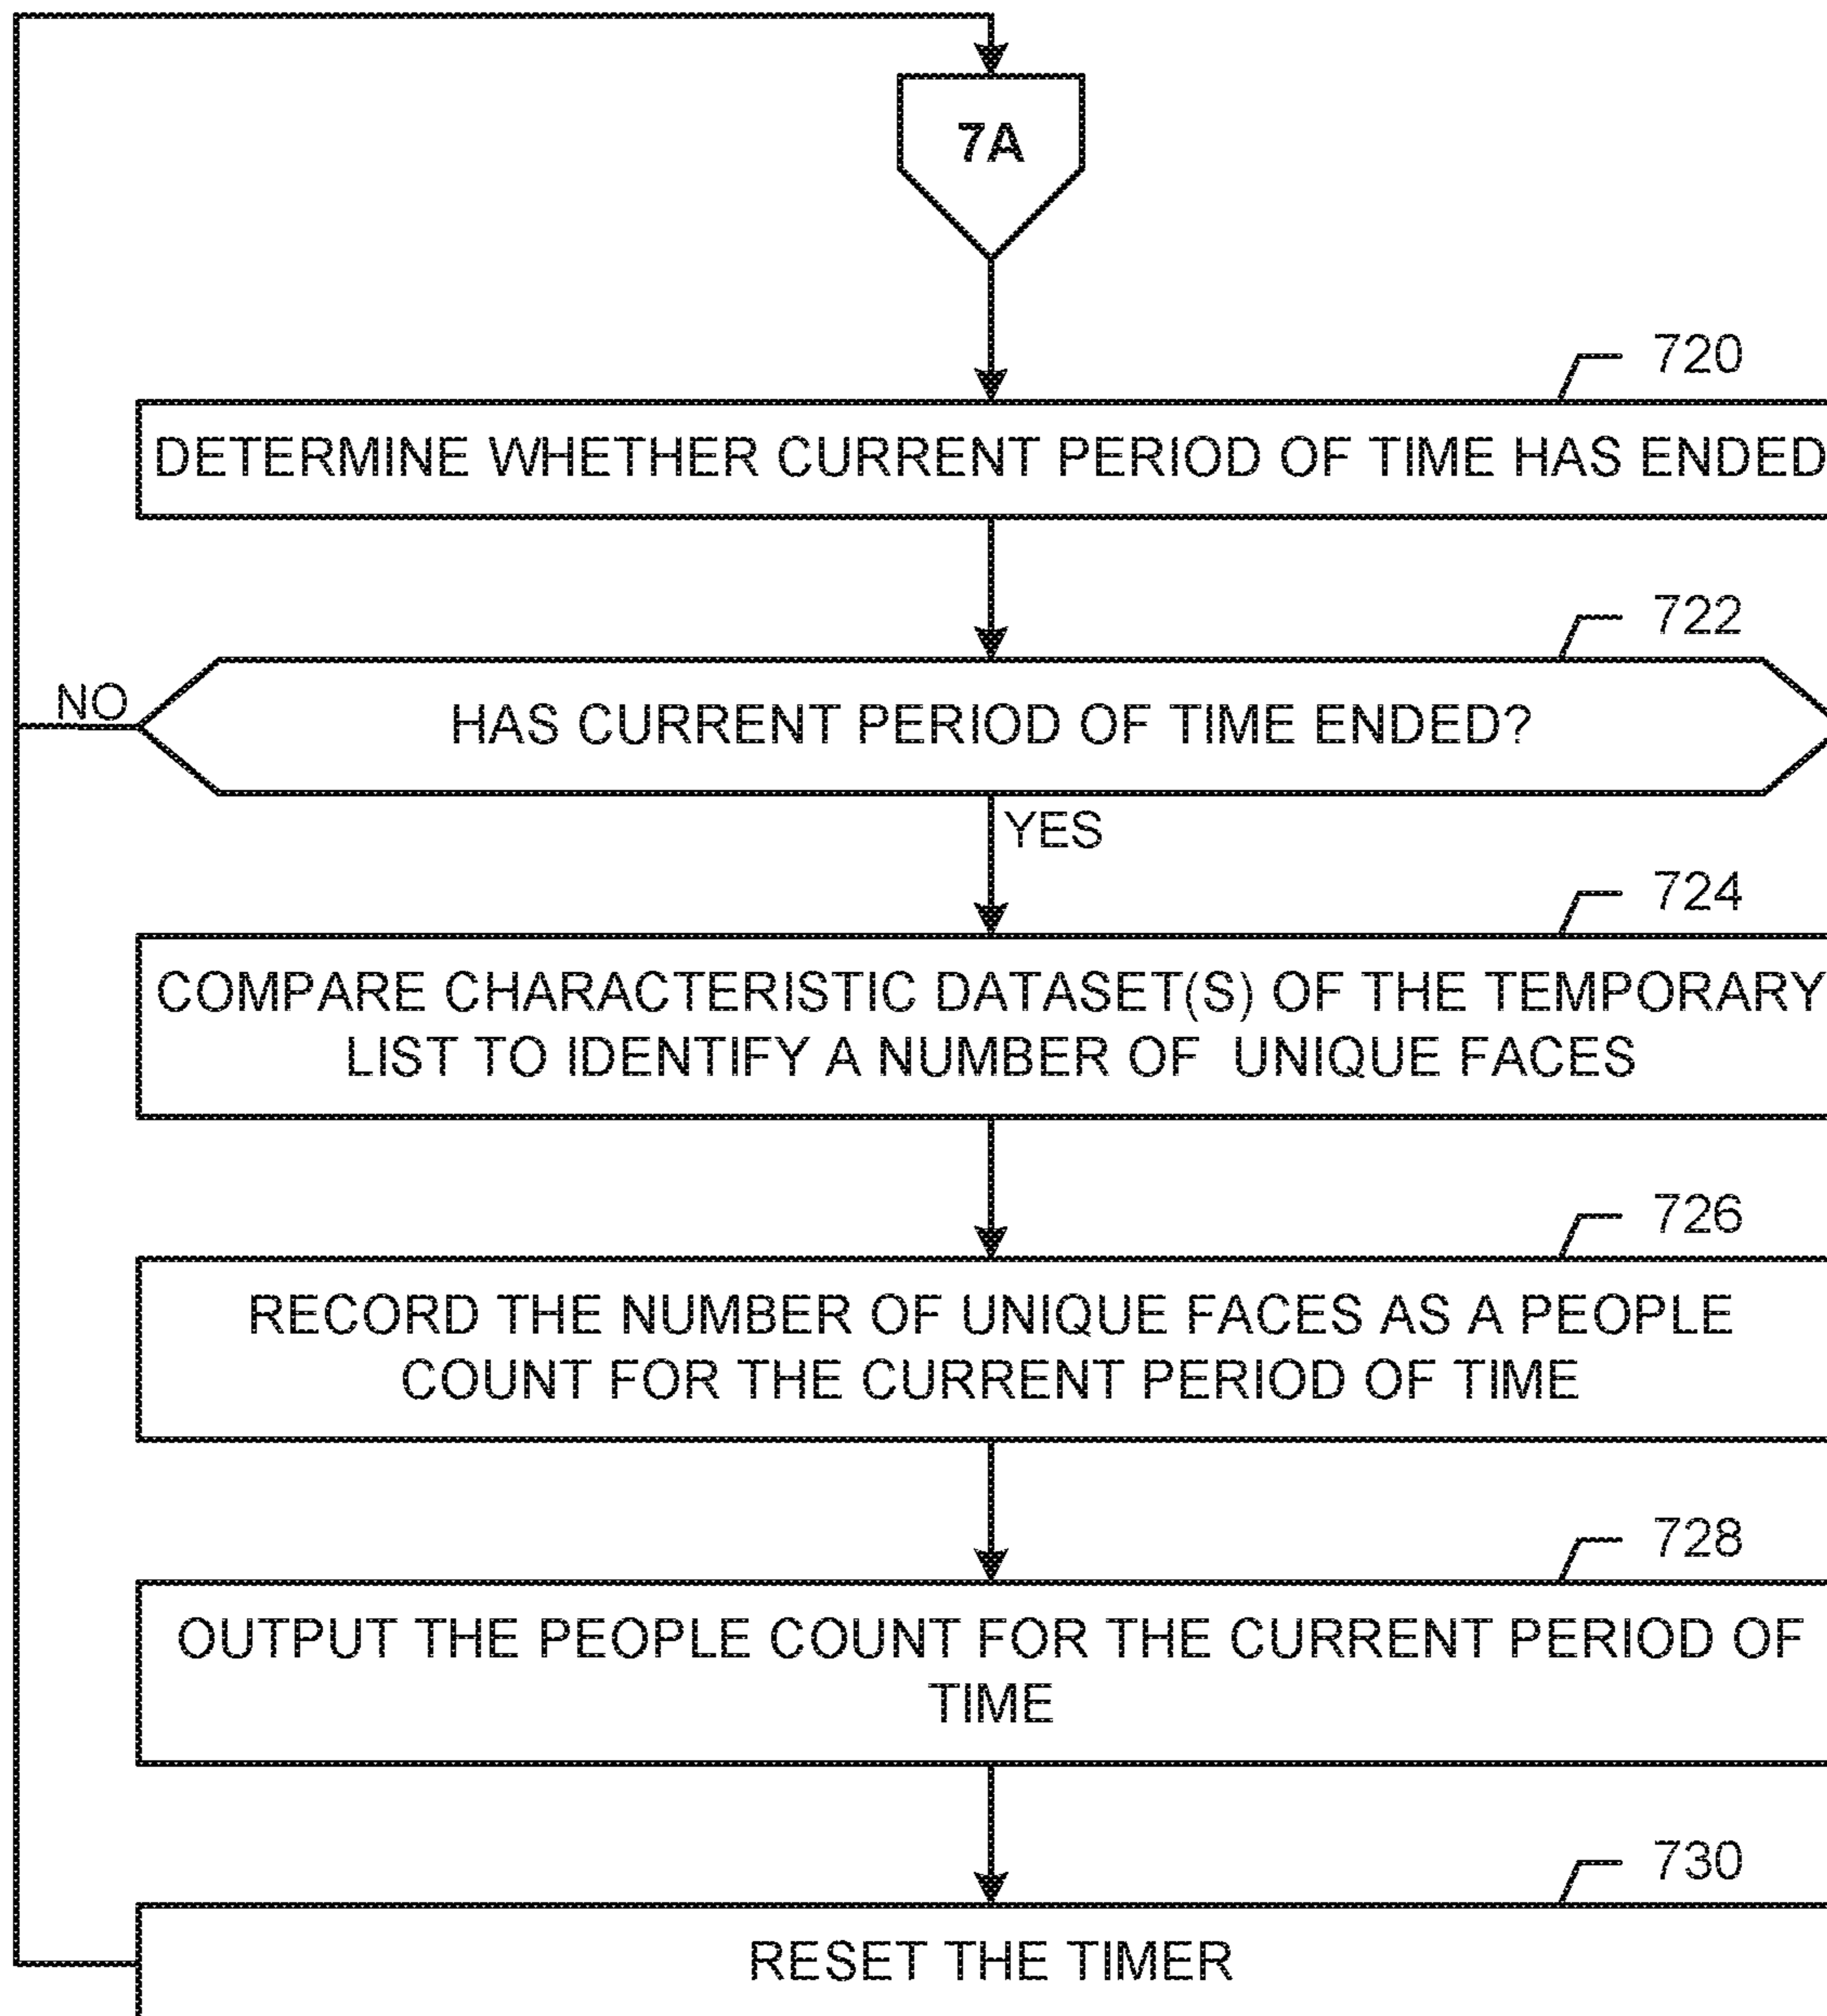 7A
720
DETERMINE WHETHER CURRENT PERIOD OF TIME HAS ENDED
722
NO
HAS CURRENT PERIOD OF TIME ENDED?
YES
724
COMPARE CHARACTERISTIC DATASET(S) OF THE TEMPORARY
LIST TO IDENTIFY A NUMBER OF UNIQUE FACES
726
RECORD THE NUMBER OF UNIQUE FACES AS A PEOPLE
COUNT FOR THE CURRENT PERIOD OF TIME
728
OUTPUT THE PEOPLE COUNT FOR THE CURRENT PERIOD OF
TIME
730
RESET THE TIMER